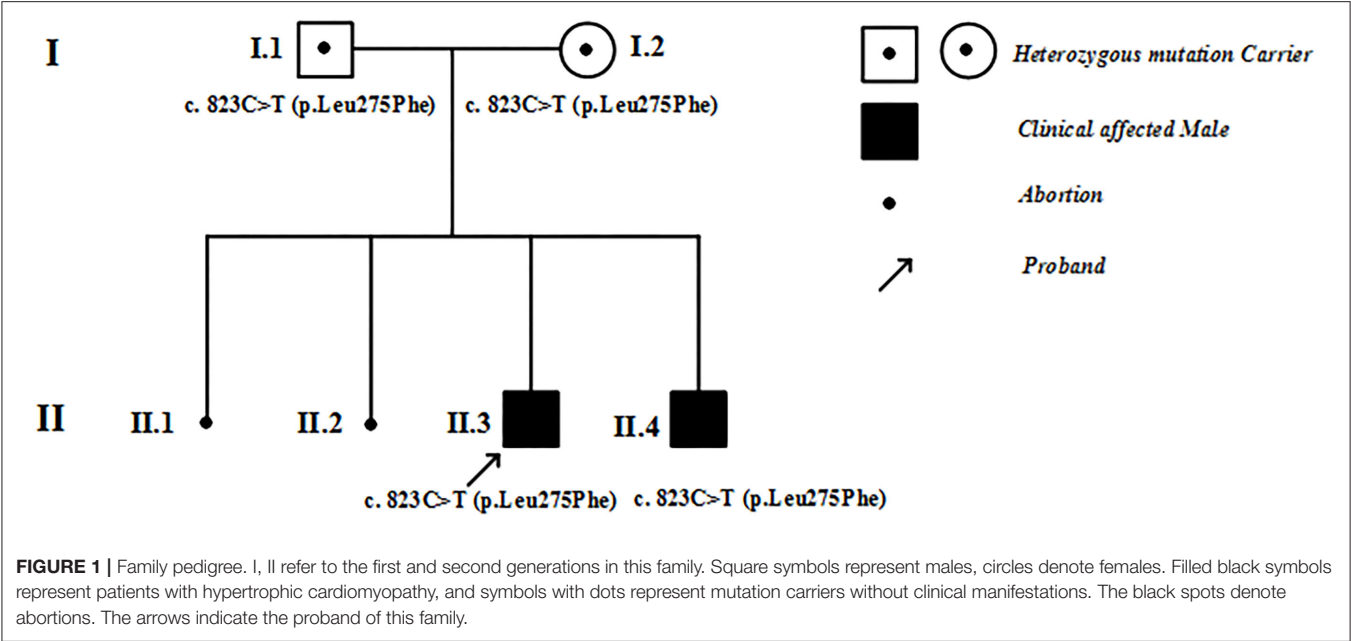 I
I.1
I.2
c. 823C>T (p.Leu275Phe)
c. 823C>T (p.Leu275Phe)
Heterozygous mutation Carrier
Clinical affected Male
Abortion
Proband
II
II.1
II.2
II.3
II.4
c. 823C>T (p.Leu275Phe)
c. 823C>T (p.Leu275Phe)
FIGURE 1 | Family pedigree. I, II refer to the first and second generations in this family. Square symbols represent males, circles denote females. Filled black symbols
represent patients with hypertrophic cardiomyopathy, and symbols with dots represent mutation carriers without clinical manifestations. The black spots denote
abortions. The arrows indicate the proband of this family.